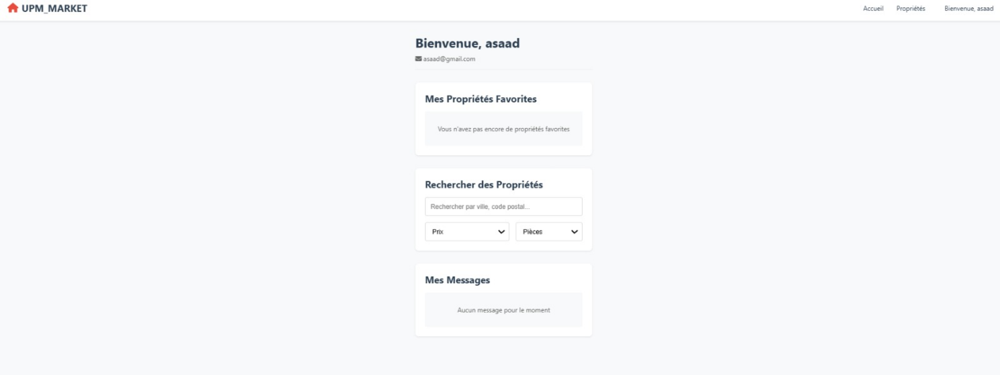 UPM_MARKET
Accueil Propriétés Bienvenue, asaad
Bienvenue, asaad
asaad@gmail.com
Mes Propriétés Favorites
Vous n'avez pas encore de propriétés favorites
Rechercher des Propriétés
Rechercher par ville, code postal...
Prix Pièces
Mes Messages
Aucun message pour le moment